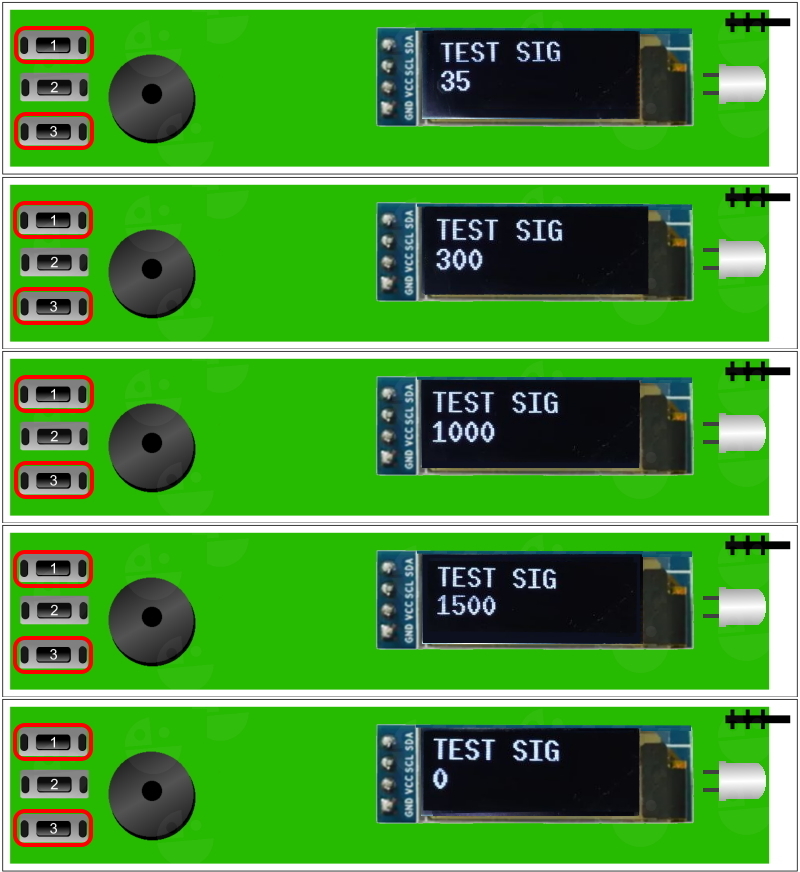 1
2
3
GND VCC SCL SDA
TEST SIG
35
1
2
3
GND VCC SCL SDA
TEST SIG
300
1
2
3
GND VCC SCL SDA
TEST SIG
1000
1
2
3
GND VCC SCL SDA
TEST SIG
1500
1
2
3
GND VCC SCL SDA
TEST SIG
0